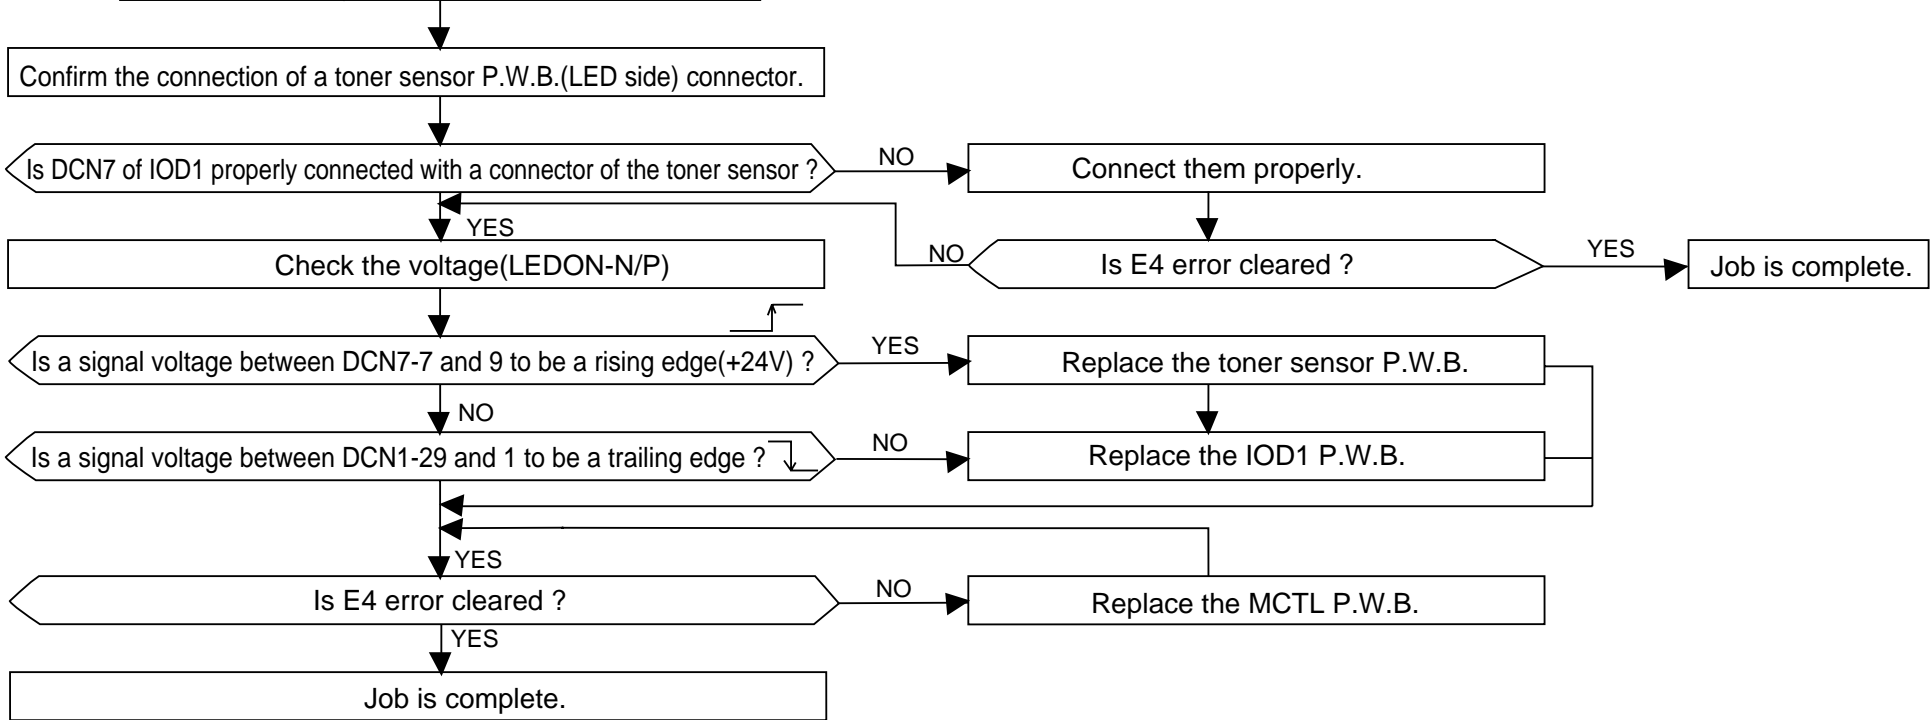 Confirm the connection of a toner sensor P.W.B.(LED side) connector.
Is DCN7 of IOD1 properly connected with a connector of the toner sensor ?
NO
Connect them properly.
YES
Check the voltage(LEDON-N/P)
NO
Is E4 error cleared ?
YES
Job is complete.
Is a signal voltage between DCN7-7 and 9 to be a rising edge(+24V) ?
YES
Replace the toner sensor P.W.B.
NO
Is a signal voltage between DCN1-29 and 1 to be a trailing edge ?
NO
Replace the IOD1 P.W.B.
YES
Is E4 error cleared ?
NO
Replace the MCTL P.W.B.
YES
Job is complete.